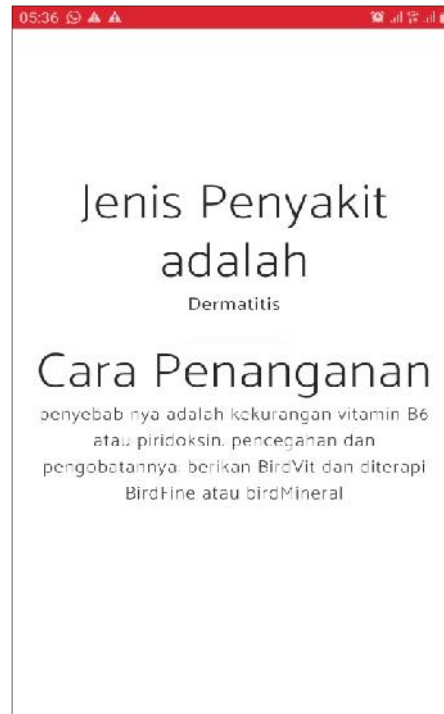 05:36
Jenis Penyakit
adalah
Dermatitis
Cara Penanganan
penyebab nya adalah kekurangan vitamin B6
atau piridoksin. penceganan dan
pengobatannya: berikan BirdVit dan diterapi
BirdFine atau birdMineral